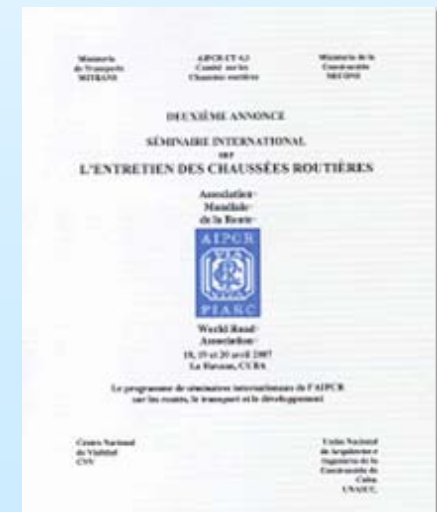 Ministerio
de Transporte
MITRANS
AIPCR CT 4.3
Comité sur les
Chaussées routières
Ministerio de la
Construcción
MICONS
DEUXIÈME ANNONCE
SÉMINAIRE INTERNATIONAL
sur
L'ENTRETIEN DES CHAUSSÉES ROUTIÈRES
Association
Mondiale
de la Route
AIPCR
PIARC
World Road
Association
18, 19 et 20 avril 2007
La Havane, CUBA
Le programme de séminaires internationaux de l'AIPCR
sur les routes, le transport et le développement
Centro Nacional
de Vialidad
CNV
Unión Nacional
de Arquitectos e
Ingenieros de la
Construcción de
Cuba